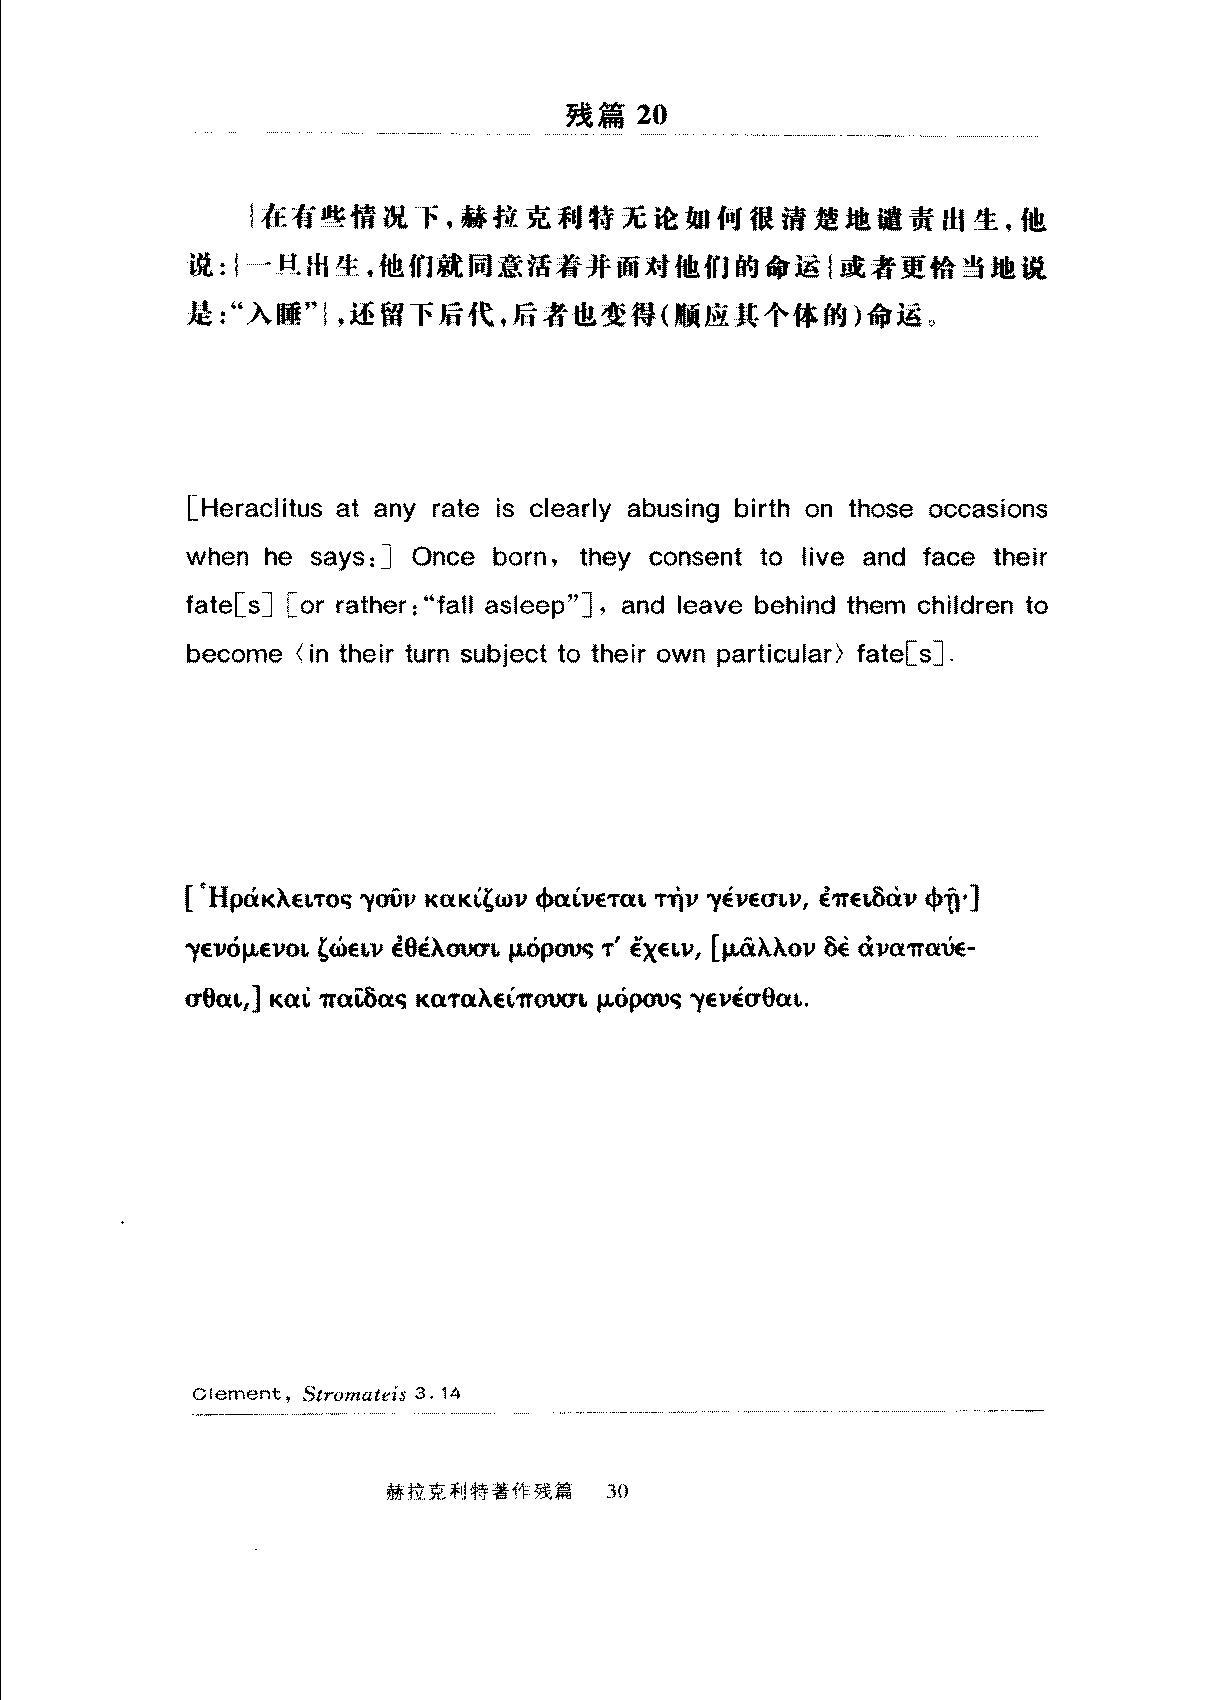 残篇 20
{在有些情况下,赫拉克利特无论如何很清楚地谴责出生,他
说:{一旦出生,他们就同意活着并面对他们的命运{或者更恰当地说
是:“入睡”},还留下后代,后者也变得(顺应其个体的)命运。
[Heraclitus at any rate is clearly abusing birth on those occasions
when he says:] Once born, they consent to live and face their
fate[s] [or rather:“fall asleep”], and leave behind them children to
become 〈in their turn subject to their own particular〉 fate[s].
[Ἡράκλειτος γοῦν κακίζων φαίνεται τὴν γένεσιν, ἐπειδὰν φῇ·]
γενόμενοι ζώειν ἐθέλουσι μόρους τ’ ἔχειν, [μᾶλλον δὲ ἀναπαύε-
σθαι,] καὶ παῖδας καταλείπουσι μόρους γενέσθαι.
Clement, Stromateis 3.14
赫拉克利特著作残篇 30